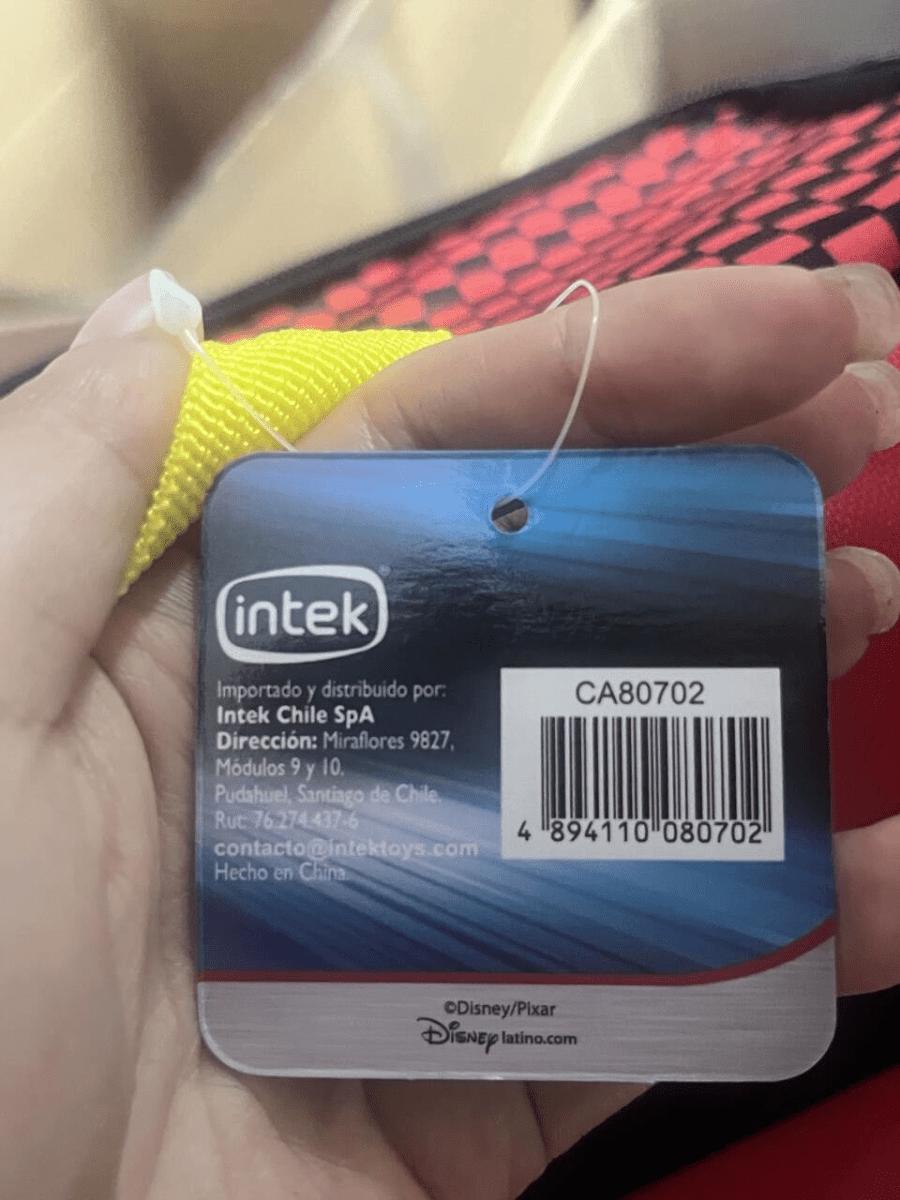 intek
Importado y distribuido por:
Intek Chile SpA
Dirección: Miraflores 9827,
Módulos 9 y 10.
Pudahuel, Santiago de Chile.
Rut: 76.274.437-6
contacto@intektoys.com
Hecho en China.
CA80702
4 894110 080702
©Disney/Pixar
Disney latino.com